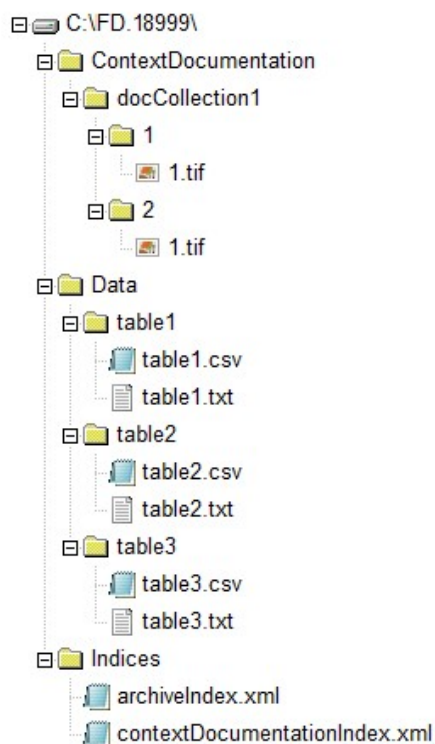 C:\FD.18999\
ContextDocumentation
docCollection1
1
1.tif
2
1.tif
Data
table1
table1.csv
table1.txt
table2
table2.csv
table2.txt
table3
table3.csv
table3.txt
Indices
archiveIndex.xml
contextDocumentationIndex.xml